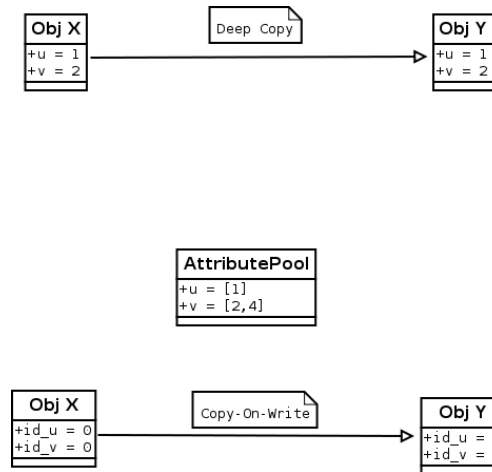 Obj X
+u = 1
+v = 2
Deep Copy
Obj Y
+u = 1
+v = 2
AttributePool
+u = [1]
+v = [2,4]
Obj X
+id_u = 0
+id_v = 0
Copy-On-Write
Obj Y
+id_u =
+id_v =